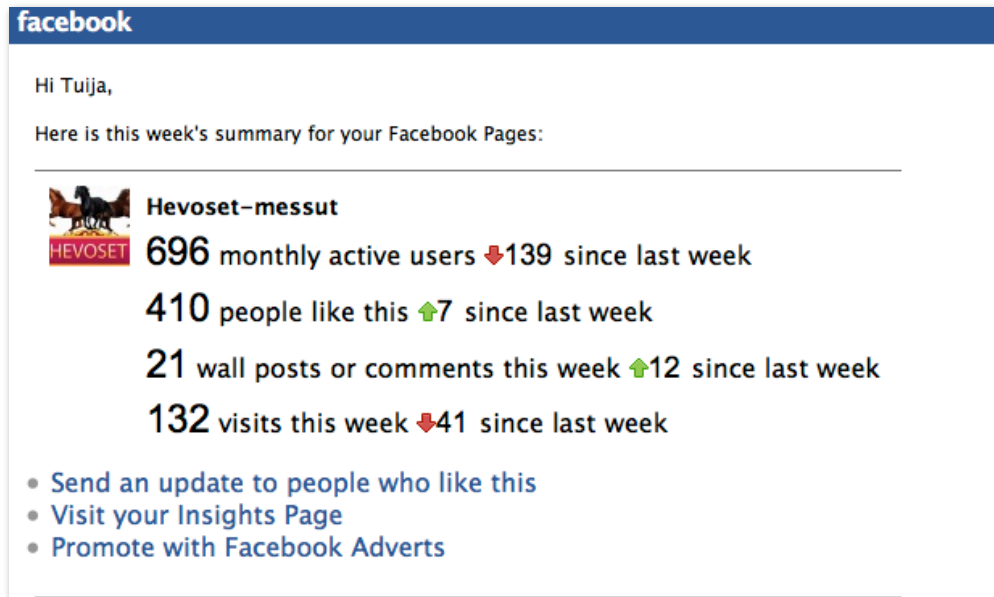 facebook
Hi Tuija,
Here is this week's summary for your Facebook Pages:
HEVOSET
Hevoset-messut
696 monthly active users 139 since last week
410 people like this 7 since last week
21 wall posts or comments this week 12 since last week
132 visits this week 41 since last week
Send an update to people who like this
Visit your Insights Page
Promote with Facebook Adverts